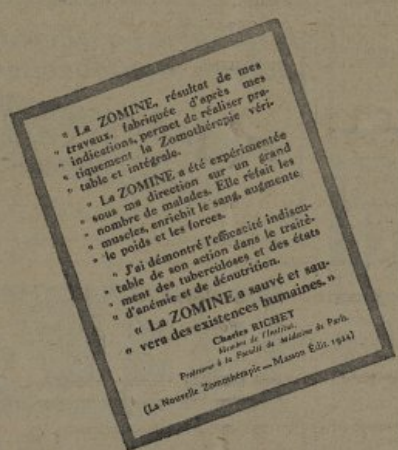 « La ZOMINE, résultat de mes
« travaux, fabriquée d'après mes
« indications, permet de réaliser pra-
« tiquement la Zomothérapie véri-
« table et intégrale.
« La ZOMINE a été expérimentée
« sous ma direction sur un grand
« nombre de malades. Elle refait les
« muscles, enrichit le sang, augmente
« le poids et les forces.
« J'ai démontré l'efficacité indiscu-
« table de son action dans le traite-
« ment des tuberculoses et des états
« d'anémie et de dénutrition.
« La ZOMINE a sauvé et sau-
« vera des existences humaines. »
Charles RICHET
Membre de l'Institut,
Professeur à la Faculté de Médecine de Paris.
(La Nouvelle Zomothérapie — Masson Édit. 1922)